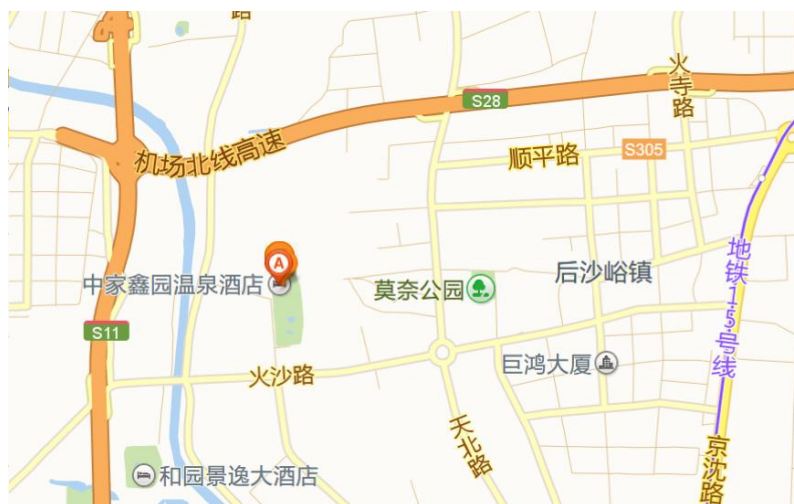 火寺路
S28
机场北线高速
顺平路
S305
A
中家鑫园温泉酒店
莫奈公园
后沙峪镇
地铁15号线
S11
火沙路
巨鸿大厦
天北路
京沈路
和园景逸大酒店